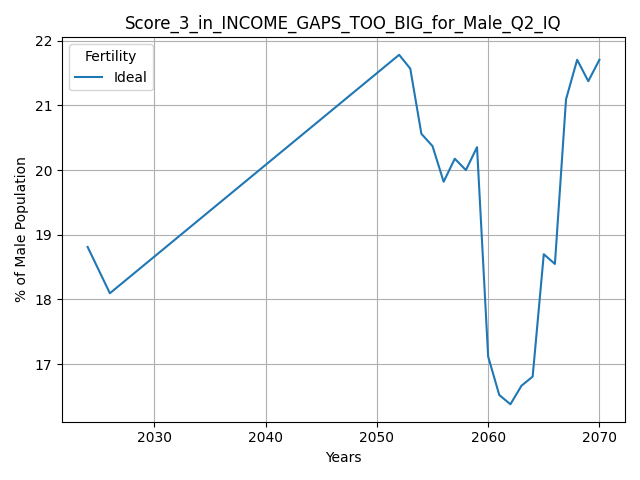 Score_3_in_INCOME_GAPS_TOO_BIG_for_Male_Q2_IQ
Fertility
Ideal
% of Male Population
22
21
20
19
18
17
2030 2040 2050 2060 2070
Years